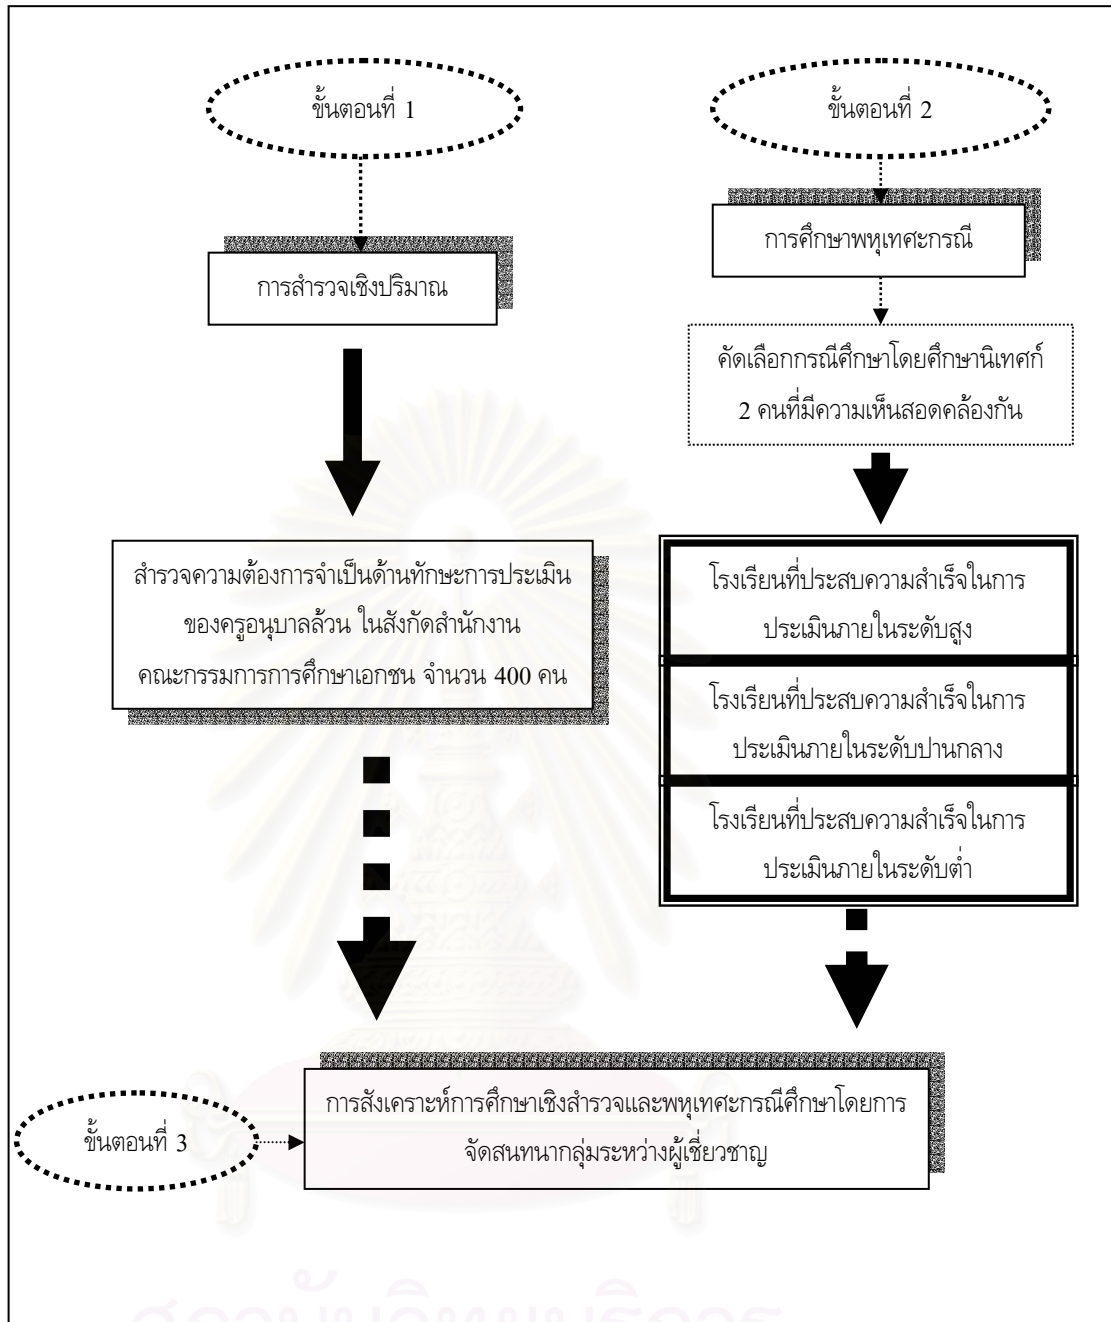 ขั้นตอนที่ 1
การสำรวจเชิงปริมาณ
สำรวจความต้องการจำเป็นด้านทักษะการประเมิน
ของครูอนุบาลล้วน ในสังกัดสำนักงาน
คณะกรรมการการศึกษาเอกชน จำนวน 400 คน
ขั้นตอนที่ 2
การศึกษาพหุเทศะกรณี
คัดเลือกกรณีศึกษาโดยศึกษานิเทศก์
2 คนที่มีความเห็นสอดคล้องกัน
โรงเรียนที่ประสบความสำเร็จในการ
ประเมินภายในระดับสูง
โรงเรียนที่ประสบความสำเร็จในการ
ประเมินภายในระดับปานกลาง
โรงเรียนที่ประสบความสำเร็จในการ
ประเมินภายในระดับต่ำ
ขั้นตอนที่ 3
การสังเคราะห์การศึกษาเชิงสำรวจและพหุเทศะกรณีศึกษาโดยการ
จัดสนทนากลุ่มระหว่างผู้เชี่ยวชาญ